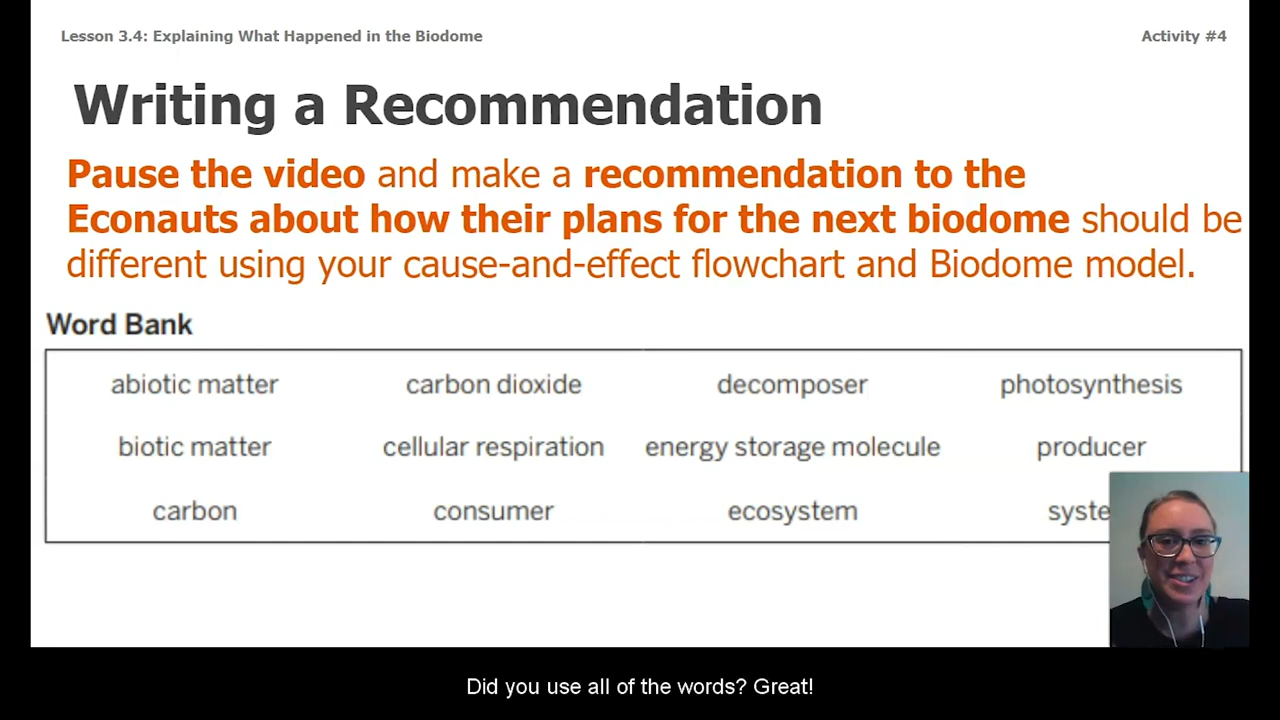 Lesson 3.4: Explaining What Happened in the Biodome
Activity #4
Writing a Recommendation
Pause the video and make a recommendation to the
Econauts about how their plans for the next biodome should be
different using your cause-and-effect flowchart and Biodome model.
Word Bank
abiotic matter carbon dioxide decomposer photosynthesis
biotic matter cellular respiration energy storage molecule producer
carbon consumer ecosystem
Did you use all of the words? Great!